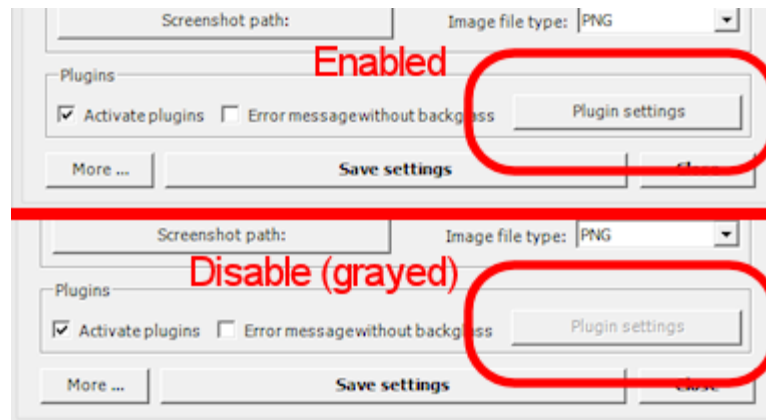 Screenshot path: Image file type: PNG
Enabled
Plugins
Activate plugins Error message without backglass Plugin settings
More ... Save settings Close
Screenshot path: Image file type: PNG
Disable (grayed)
Plugins
Activate plugins Error message without backglass Plugin settings
More ... Save settings Close